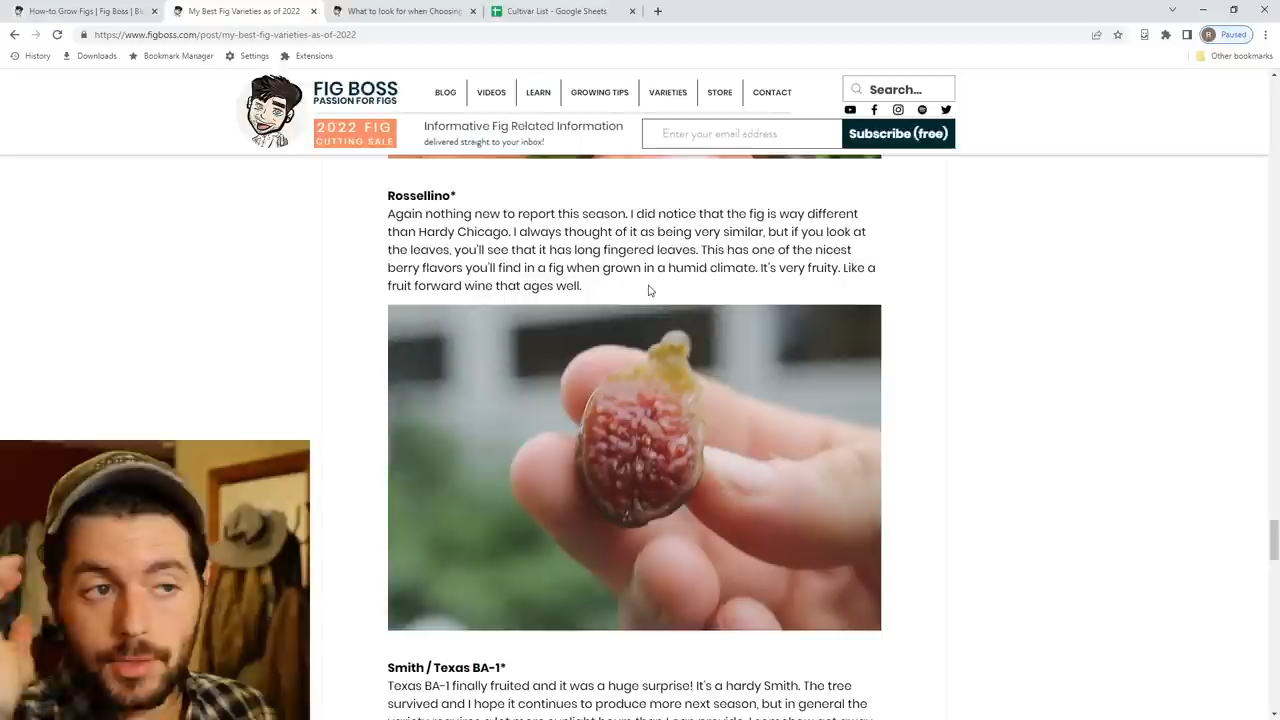 How-to Grow Figs | Fig Boss | Bl
My Best Fig Varieties as of 2022
What to look for when Choosing
Cultivar List - Google Sheets
https://www.figboss.com/post/my-best-fig-varieties-as-of-2022
R Paused
History Downloads Bookmark Manager Settings Extensions Other bookmarks
FIG BOSS
PASSION FOR FIGS
BLOG VIDEOS LEARN GROWING TIPS VARIETIES STORE CONTACT
Search...
2022 FIG
CUTTING SALE
Informative Fig Related Information
delivered straight to your inbox!
Enter your email address
Subscribe (free)
Rossellino*
Again nothing new to report this season. I did notice that the fig is way different
than Hardy Chicago. I always thought of it as being very similar, but if you look at
the leaves, you'll see that it has long fingered leaves. This has one of the nicest
berry flavors you'll find in a fig when grown in a humid climate. It's very fruity. Like a
fruit forward wine that ages well.
Smith / Texas BA-1*
Texas BA-1 finally fruited and it was a huge surprise! It's a hardy Smith. The tree
survived and I hope it continues to produce more next season, but in general the